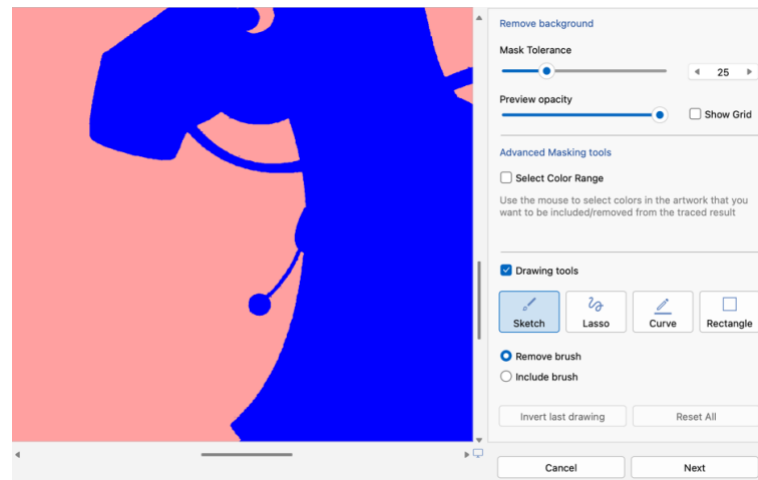 Remove background
Mask Tolerance
25
Preview opacity
Show Grid
Advanced Masking tools
Select Color Range
Use the mouse to select colors in the artwork that you
want to be included/removed from the traced result
Drawing tools
Sketch Lasso Curve Rectangle
Remove brush
Include brush
Invert last drawing Reset All
Cancel Next